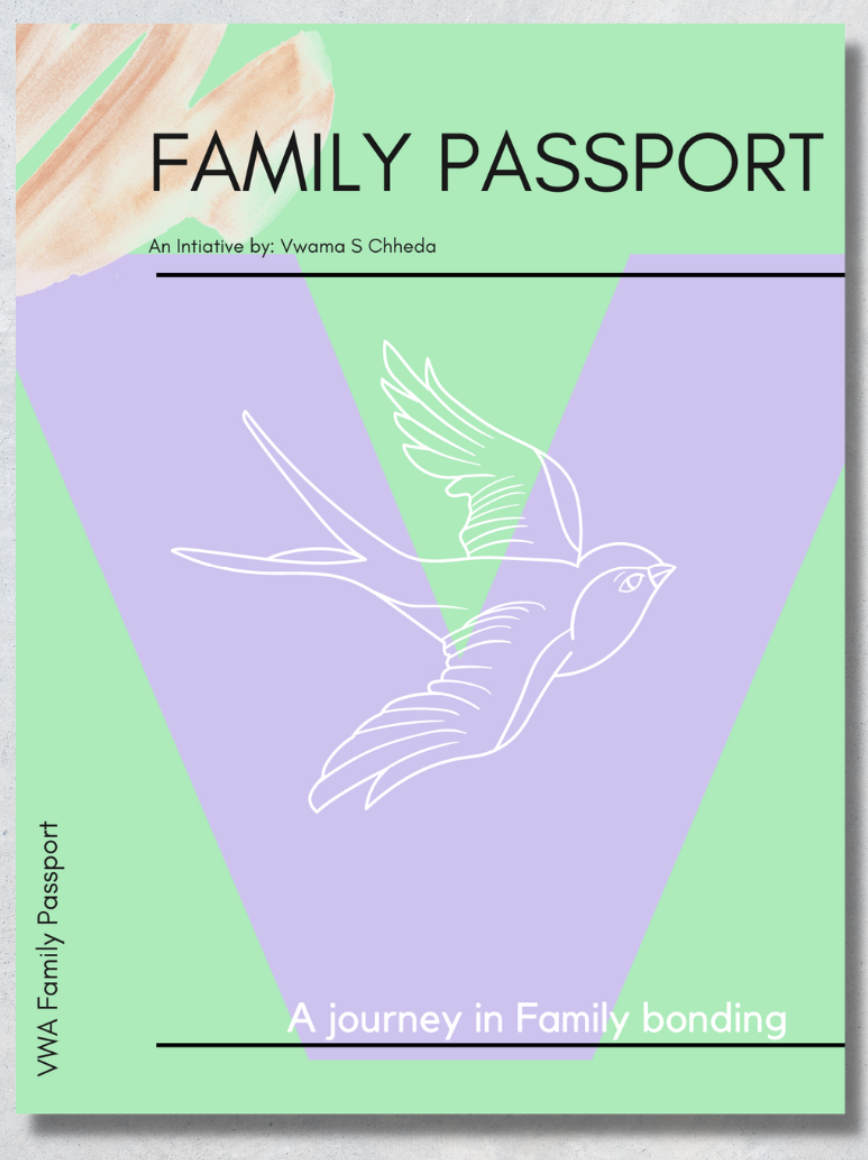 FAMILY PASSPORT
An Intiative by: Vwama S Chheda
VWA Family Passport
A journey in Family bonding